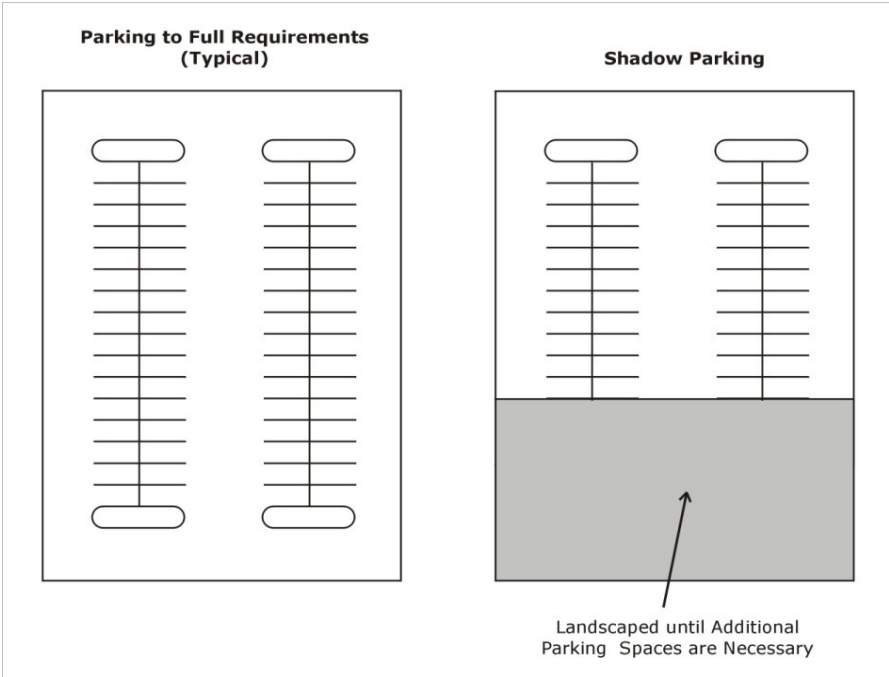 Parking to Full Requirements
(Typical)
Shadow Parking
Landscaped until Additional
Parking Spaces are Necessary